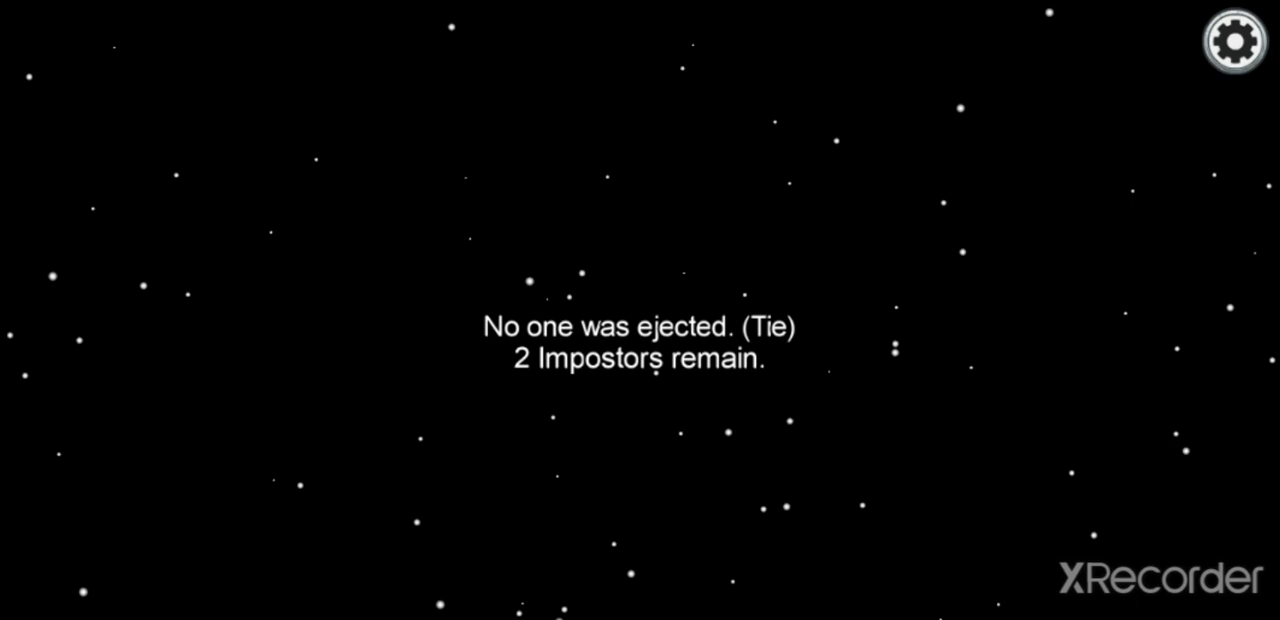 No one was ejected. (Tie)
2 Impostors remain.
XRecorder